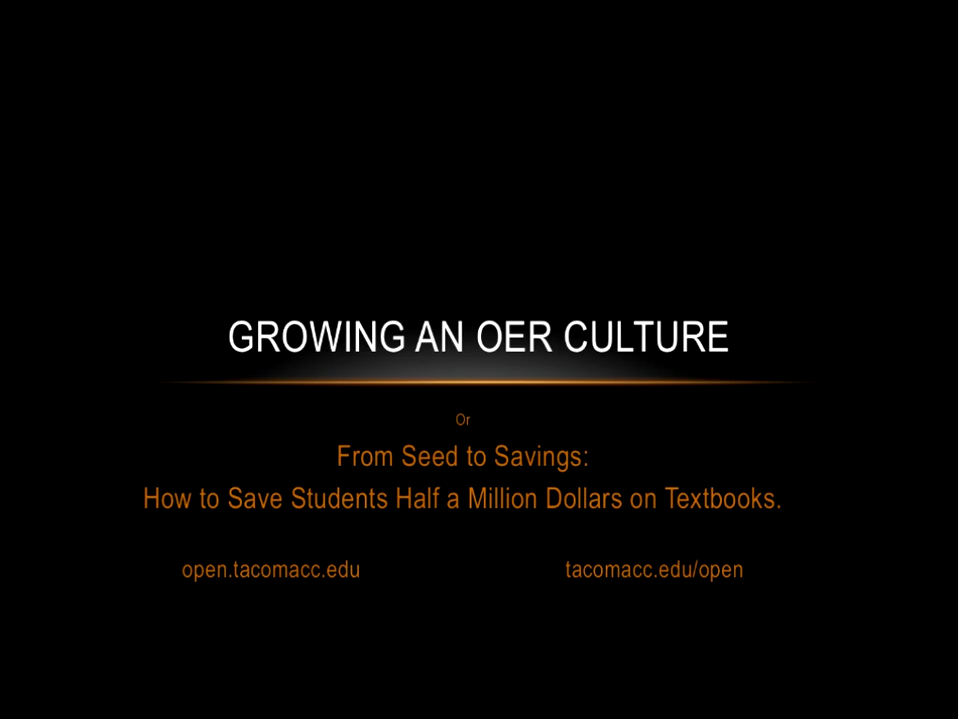 GROWING AN OER CULTURE
Or
From Seed to Savings:
How to Save Students Half a Million Dollars on Textbooks.
open.tacomacc.edu tacomacc.edu/open